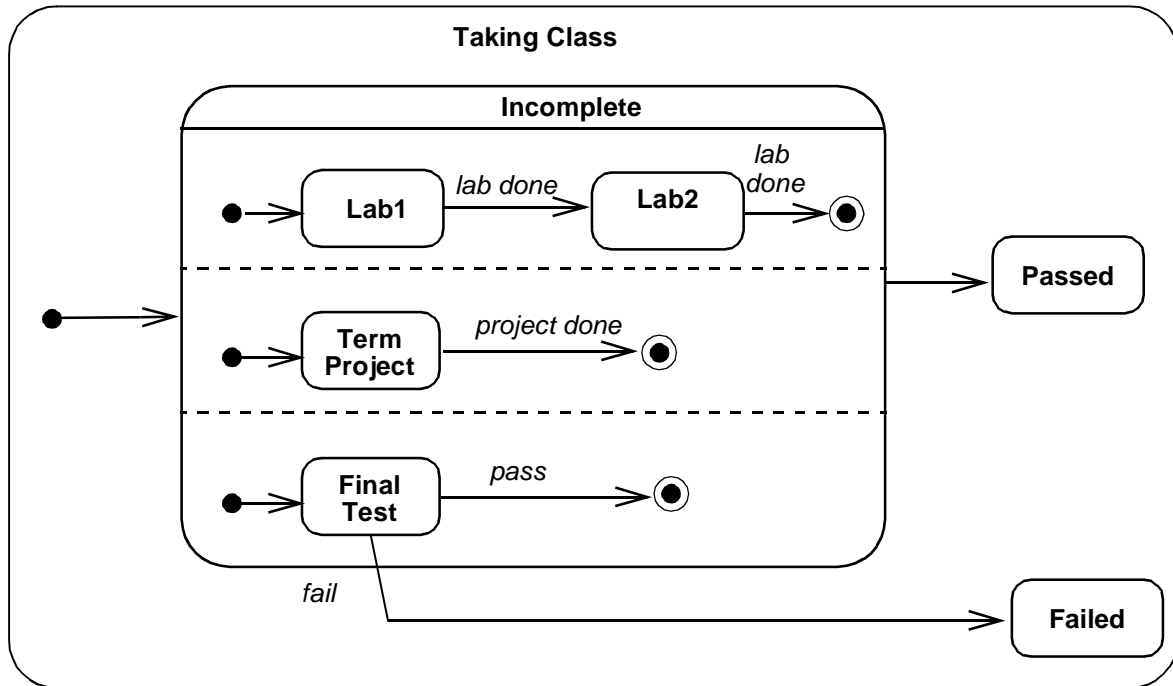 Taking Class
Incomplete
lab
done
lab done
Lab1
Lab2
Passed
project done
Term
Project
pass
Final
Test
fail
Failed